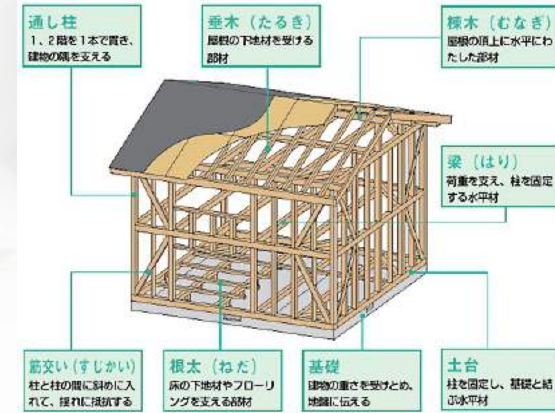 通し柱
1、2階を1本で貫き、
建物の隅を支える
垂木（たるき）
屋根の下地材を受ける
部材
棟木（むなぎ）
屋根の頂上に水平にわ
たした部材
梁（はり）
荷重を支え、柱を固定
する水平材
筋交い（すじかい）
柱と柱の間に斜めに入
れて、揺れに抵抗する
根太（ねだ）
床の下地材やフローリ
ングを支える部材
基礎
建物の重さを受けとめ、
地盤に伝える
土台
柱を固定し、基礎と結
ぶ水平材